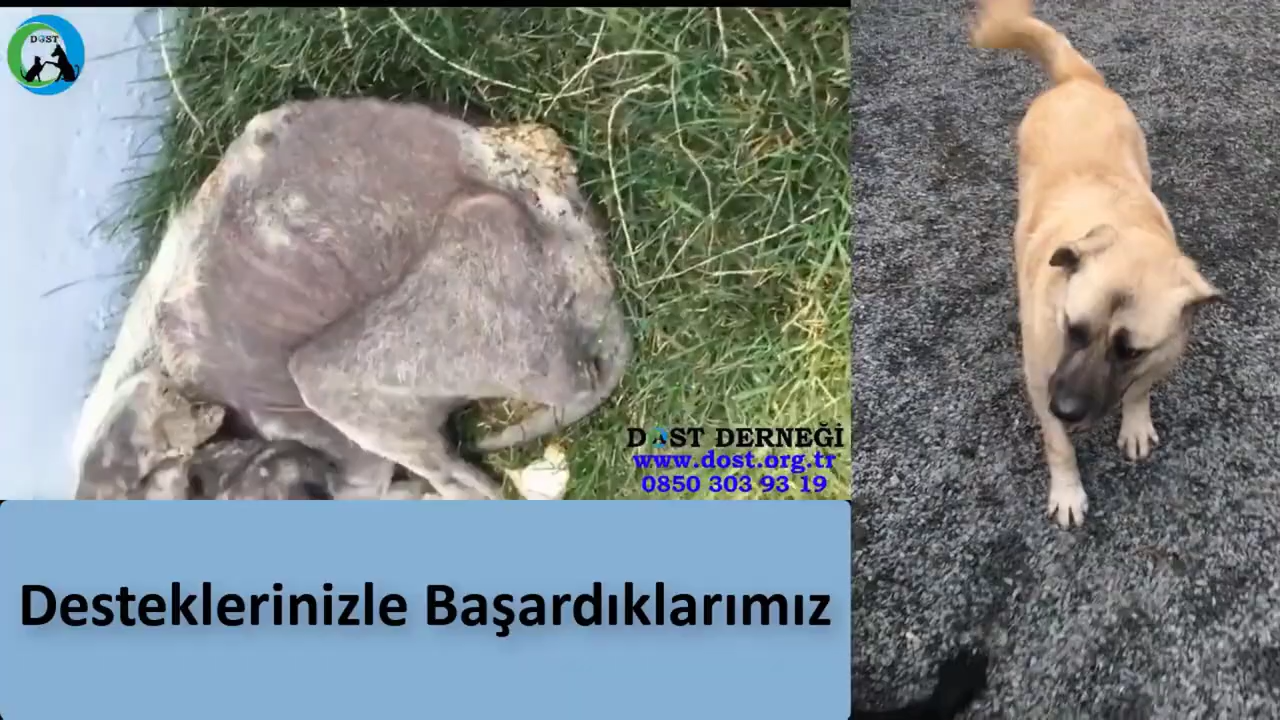 DOST
DOST DERNEĞİ
www.dost.org.tr
0850 303 93 19
Desteklerinizle Başardıklarımız